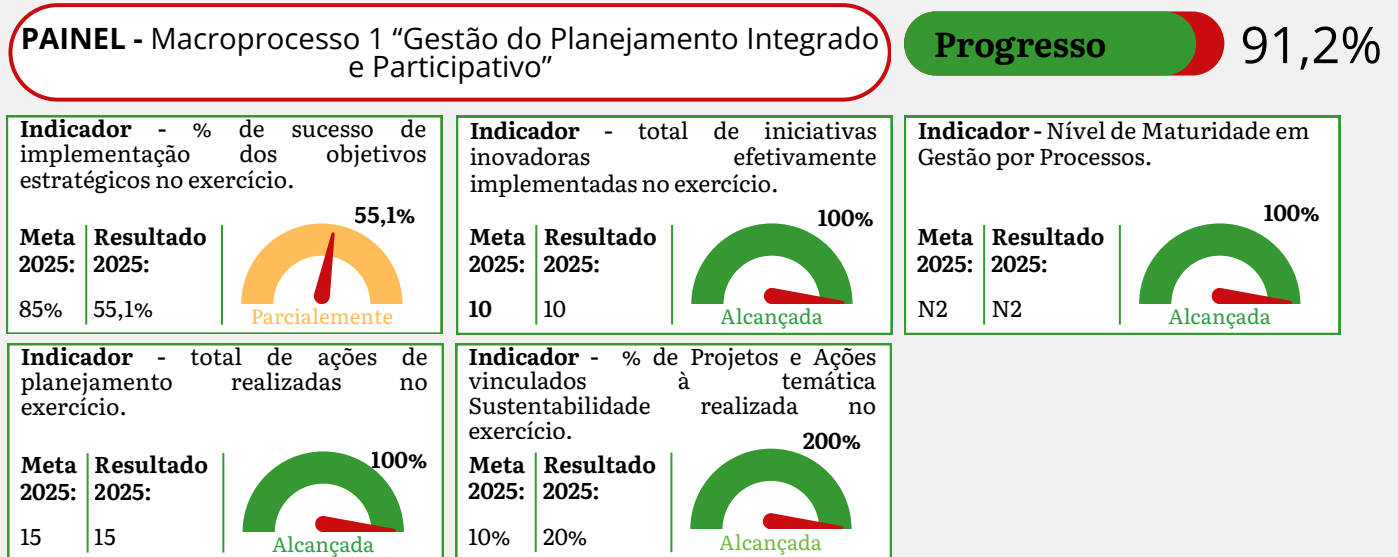 PAINEL - Macroprocesso 1 “Gestão do Planejamento Integrado
e Participativo”
Progresso
91,2%
Indicador - % de sucesso de
implementação dos objetivos
estratégicos no exercício.
55,1%
Meta
2025:
Resultado
2025:
85%
55,1%
Parcialemente
Indicador - total de iniciativas
inovadoras efetivamente
implementadas no exercício.
100%
Meta
2025:
Resultado
2025:
10
10
Alcançada
Indicador - Nível de Maturidade em
Gestão por Processos.
100%
Meta
2025:
Resultado
2025:
N2
N2
Alcançada
Indicador - total de ações de
planejamento realizadas no
exercício.
100%
Meta
2025:
Resultado
2025:
15
15
Alcançada
Indicador - % de Projetos e Ações
vinculados à temática
Sustentabilidade realizada no
exercício.
200%
Meta
2025:
Resultado
2025:
10%
20%
Alcançada